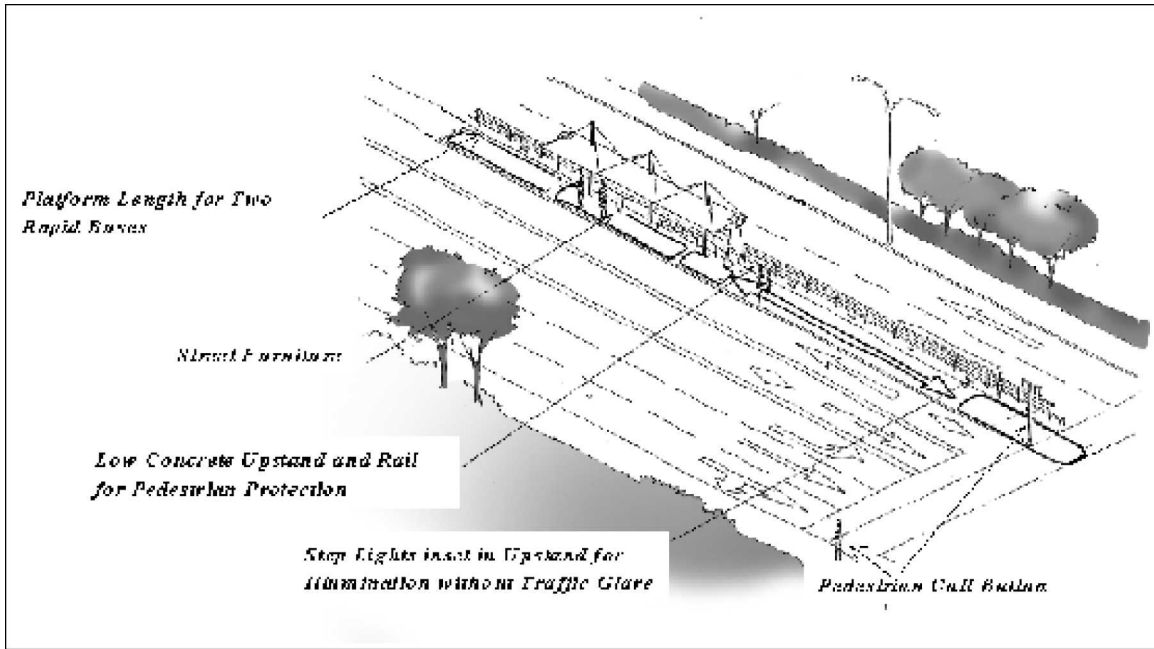 Platform Length for Two
Rapid Buses
Street Furniture
Low Concrete Upstand and Rail
for Pedestrian Protection
Step Lights inset in Upstand for
Illumination without Traffic Glare
Pedestrian Call Button